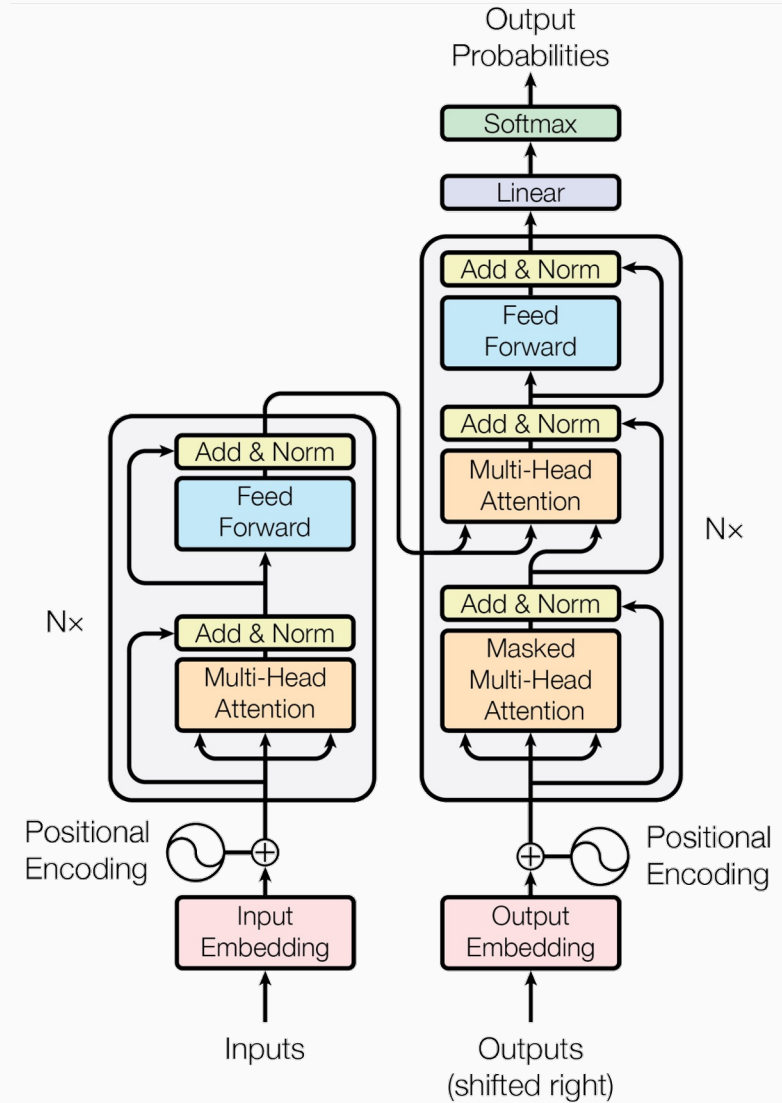 Output
Probabilities
Softmax
Linear
Add & Norm
Feed
Forward
Add & Norm
Multi-Head
Attention
Add & Norm
Masked
Multi-Head
Attention
Nx
Add & Norm
Feed
Forward
Add & Norm
Multi-Head
Attention
Nx
Positional
Encoding
Positional
Encoding
Input
Embedding
Output
Embedding
Inputs
Outputs
(shifted right)